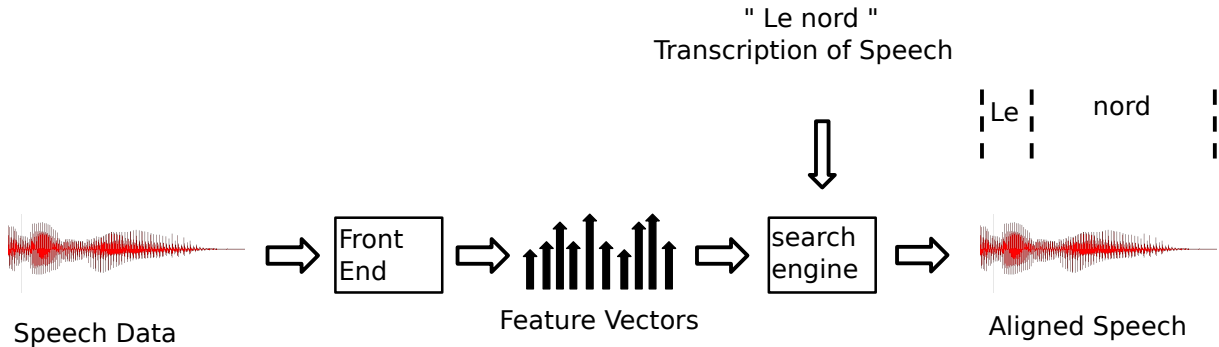 " Le nord "
Transcription of Speech
Le
nord
Front
End
search
engine
Feature Vectors
Speech Data
Aligned Speech